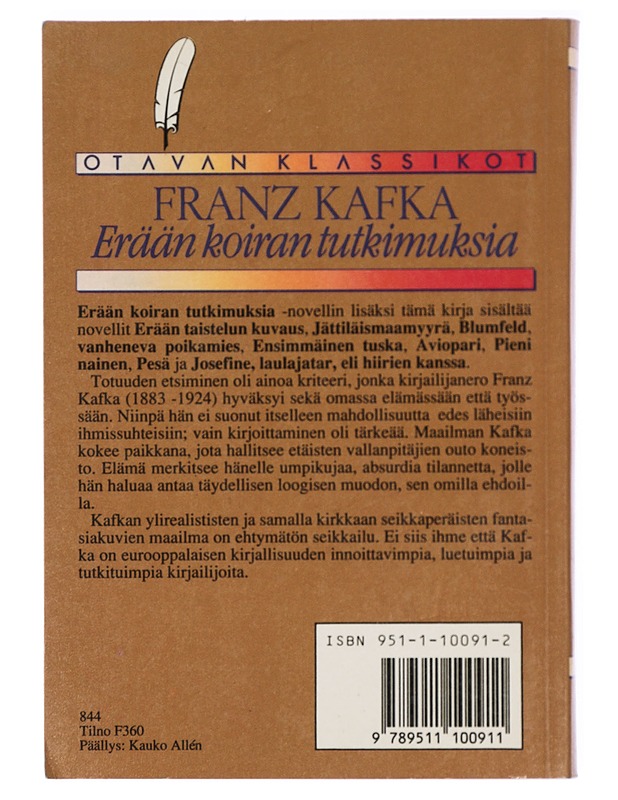 OTAVAN KLASSIKOT
FRANZ KAFKA
Erään koiran tutkimuksia
Erään koiran tutkimuksia -novellin lisäksi tämä kirja sisältää
novellit Erään taistelun kuvaus, Jättiläismaamyyrä, Blumfeld,
vanheneva poikamies, Ensimmäinen tuska, Aviopari, Pieni
nainen, Pesä ja Josefine, laulajatar, eli hiirien kanssa.
Totuuden etsiminen oli ainoa kriteeri, jonka kirjailijanero Franz
Kafka (1883 -1924) hyväksyi sekä omassa elämässään että työs-
sään. Niinpä hän ei suonut itselleen mahdollisuutta edes läheisiin
ihmissuhteisiin; vain kirjoittaminen oli tärkeää. Maailman Kafka
kokee paikkana, jota hallitsee etäisten vallanpitäjien outo koneis-
to. Elämä merkitsee hänelle umpikujaa, absurdia tilannetta, jolle
hän haluaa antaa täydellisen loogisen muodon, sen omilla ehdoil-
la.
Kafkan ylirealististen ja samalla kirkkaan seikkaperäisten fanta-
siakuvien maailma on ehtymätön seikkailu. Ei siis ihme että Kaf-
ka on eurooppalaisen kirjallisuuden innoittavimpia, luetuimpia ja
tutkituimpia kirjailijoita.
ISBN 951-1-10091-2
9 789511 100911
844
Tilno F360
Päällys: Kauko Allén